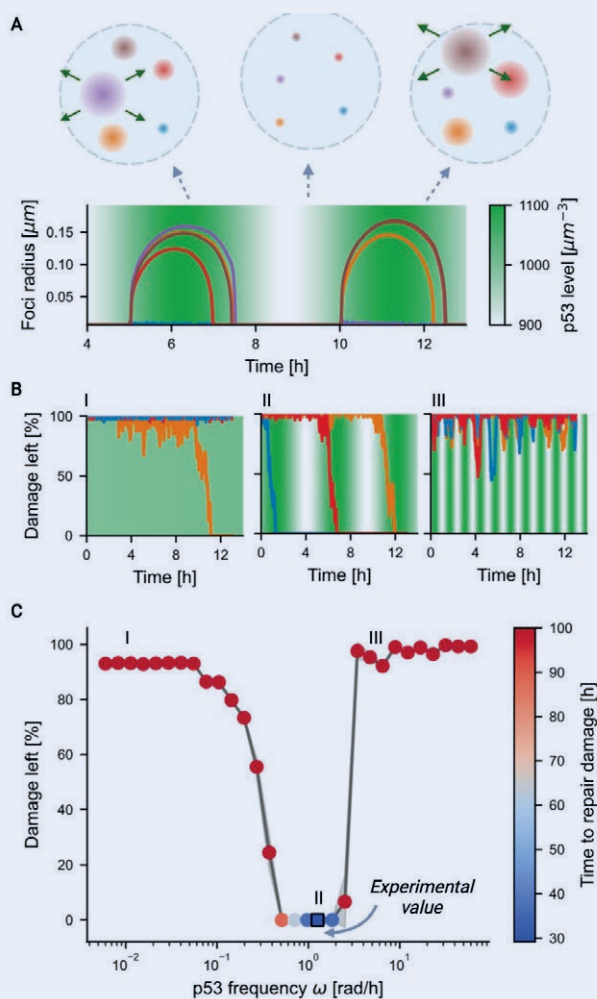 A
Foci radius [μm]
0.15
0.10
0.05
4
6
8
10
12
Time [h]
1100
1000
900
p53 level [μm⁻³]
B
I
II
III
Damage left [%]
100
50
0
0
4
8
12
0
4
8
12
0
4
8
12
Time [h]
Time [h]
Time [h]
C
I
III
II
Experimental
value
Damage left [%]
100
80
60
40
20
0
10⁻²
10⁻¹
10⁰
10¹
p53 frequency ω [rad/h]
100
90
80
70
60
50
40
30
Time to repair damage [h]